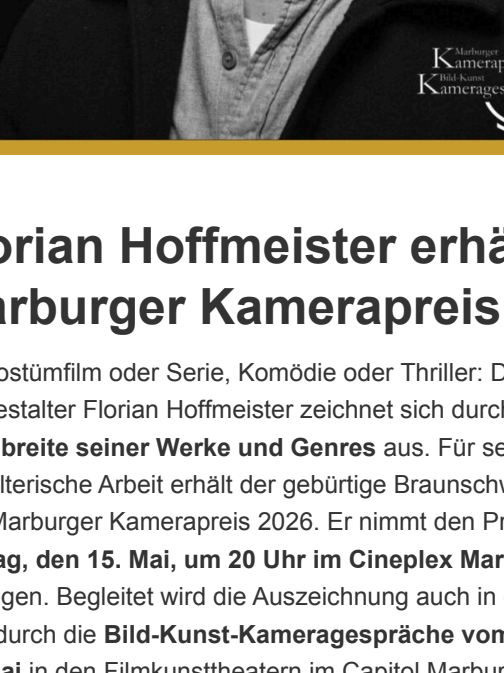 Marburger
Kamerap
Bild-Kunst
Kamerages
orian Hoffmeister erhä
arburger Kamerapreis
ostümfilm oder Serie, Komödie oder Thriller: D
estalter Florian Hoffmeister zeichnet sich durch
breite seiner Werke und Genres aus. Für se
lterische Arbeit erhält der gebürtige Braunschw
Marburger Kamerapreis 2026. Er nimmt den Pr
ag, den 15. Mai, um 20 Uhr im Cineplex Mar
gen. Begleitet wird die Auszeichnung auch in
durch die Bild-Kunst-Kameragespräche vom
ai in den Filmkunsttheatern im Capitol Marbur